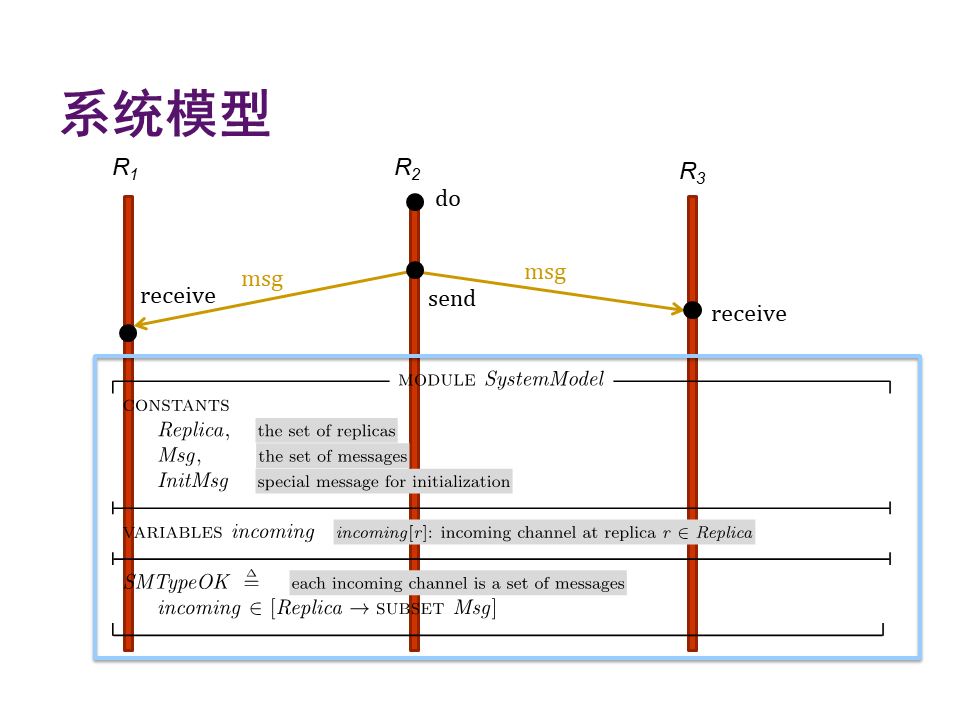 系统模型
R1 R2 R3
do
msg msg
receive send receive
MODULE SystemModel
CONSTANTS
Replica, the set of replicas
Msg, the set of messages
InitMsg special message for initialization
VARIABLES incoming incoming[r]: incoming channel at replica r ∈ Replica
SMTypeOK ≜ each incoming channel is a set of messages
incoming ∈ [Replica → SUBSET Msg]